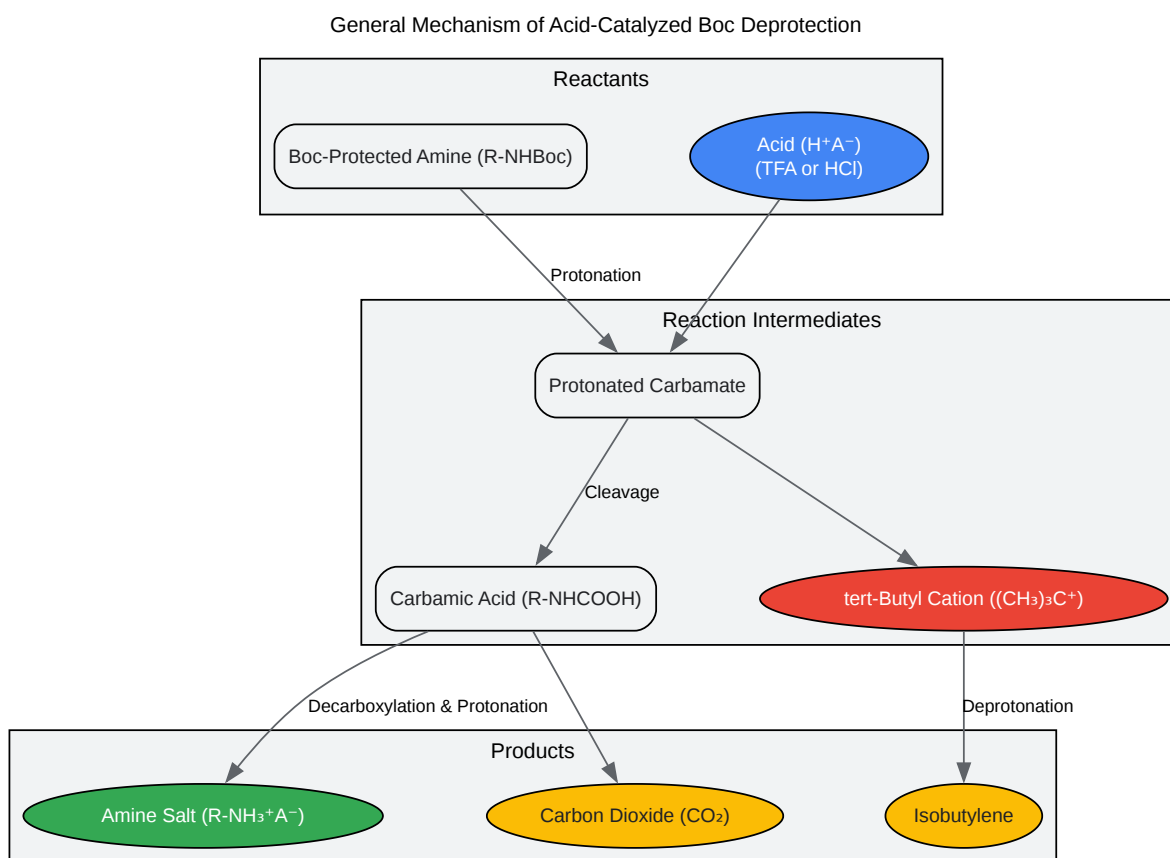 General Mechanism of Acid-Catalyzed Boc Deprotection
Reactants
Boc-Protected Amine (R-NHBoc)
Acid (H⁺A⁻)
(TFA or HCl)
Protonation
Reaction Intermediates
Protonated Carbamate
Cleavage
Carbamic Acid (R-NHCOOH)
tert-Butyl Cation ((CH₃)₃C⁺)
Decarboxylation & Protonation
Deprotonation
Products
Amine Salt (R-NH₃⁺A⁻)
Carbon Dioxide (CO₂)
Isobutylene